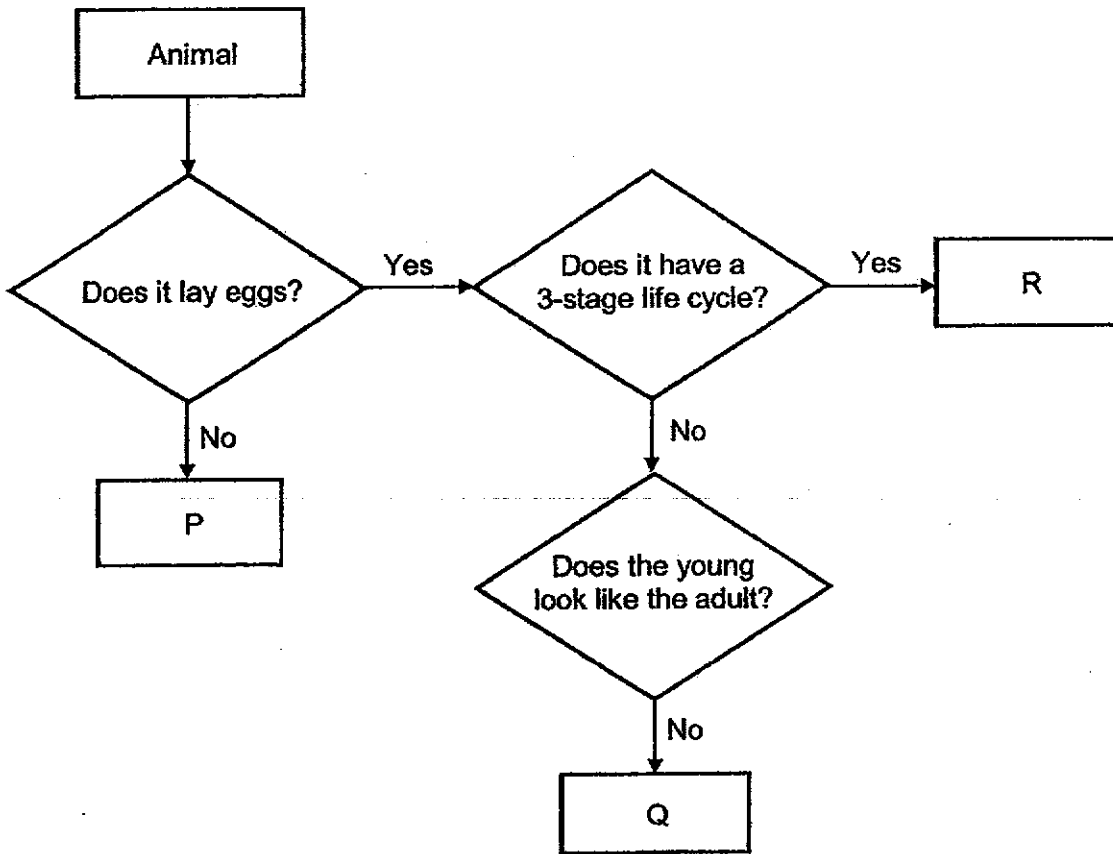 Animal
Does it lay eggs?
Yes
Does it have a
3-stage life cycle?
Yes
R
No
P
No
Does the young
look like the adult?
No
Q